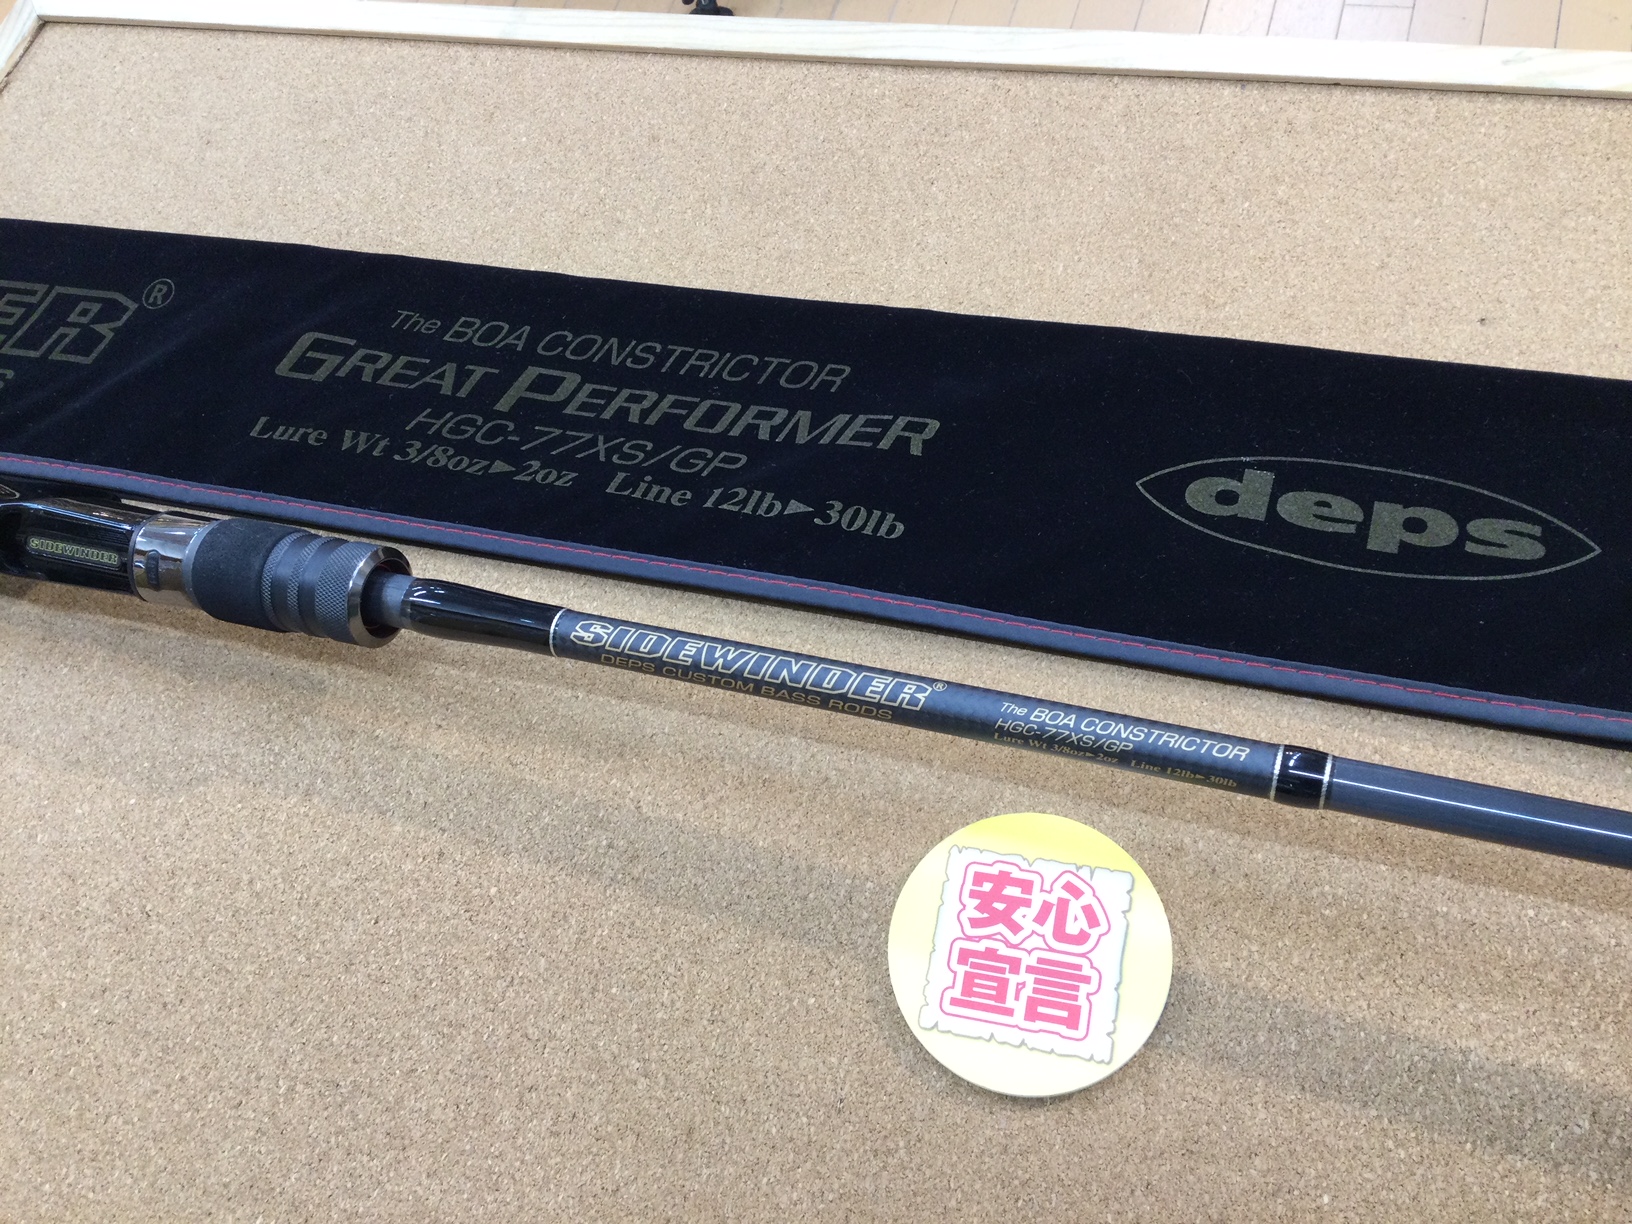 ER®
S
The BOA CONSTRICTOR
GREAT PERFORMER
HGC-77XS/GP
Lure Wt 3/8oz▶2oz Line 12lb▶30lb
deps
SIDEWINDER
SIDEWINDER®
DEPS CUSTOM BASS RODS
The BOA CONSTRICTOR
HGC-77XS/GP
Lure Wt 3/8oz▶2oz Line 12lb▶30lb
安心
宣言